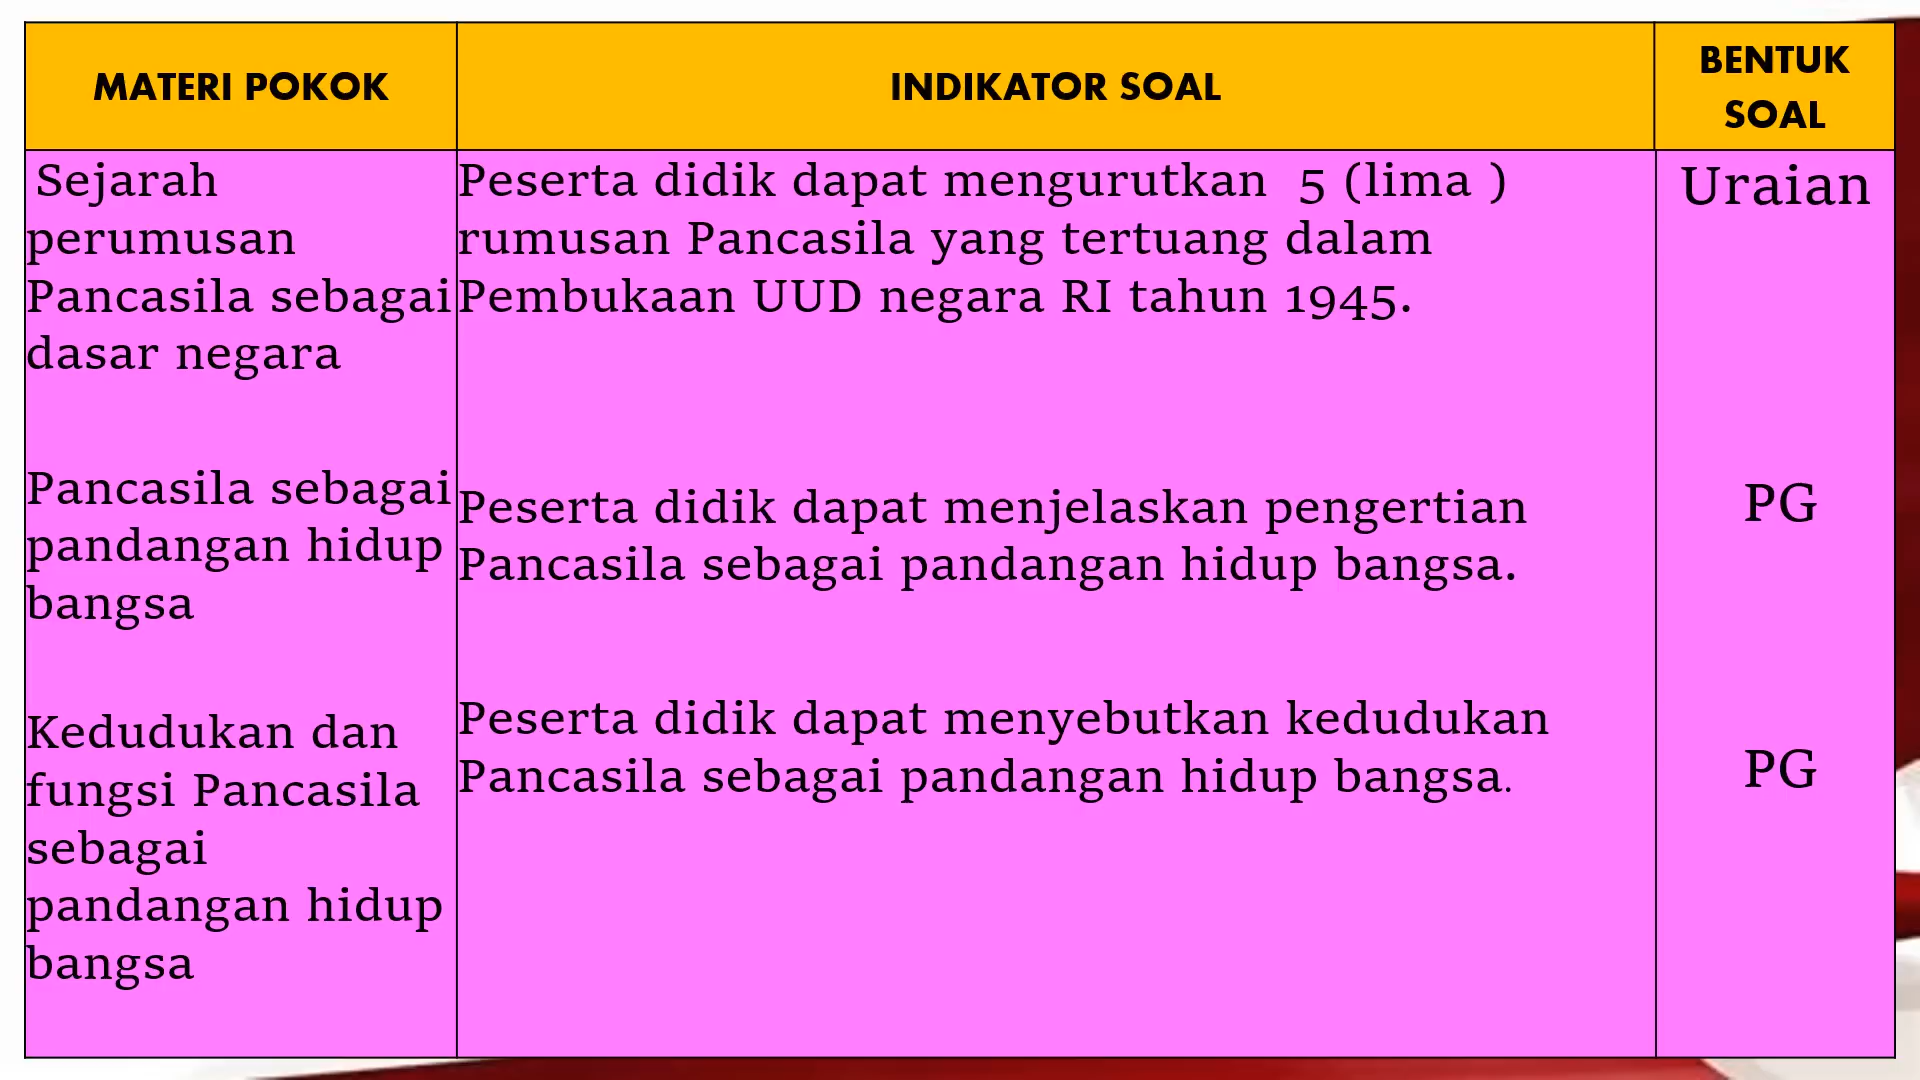 MATERI POKOK
INDIKATOR SOAL
BENTUK
SOAL
Sejarah
perumusan
Pancasila sebagai
dasar negara
Peserta didik dapat mengurutkan 5 (lima )
rumusan Pancasila yang tertuang dalam
Pembukaan UUD negara RI tahun 1945.
Uraian
Pancasila sebagai
pandangan hidup
bangsa
Peserta didik dapat menjelaskan pengertian
Pancasila sebagai pandangan hidup bangsa.
PG
Kedudukan dan
fungsi Pancasila
sebagai
pandangan hidup
bangsa
Peserta didik dapat menyebutkan kedudukan
Pancasila sebagai pandangan hidup bangsa.
PG